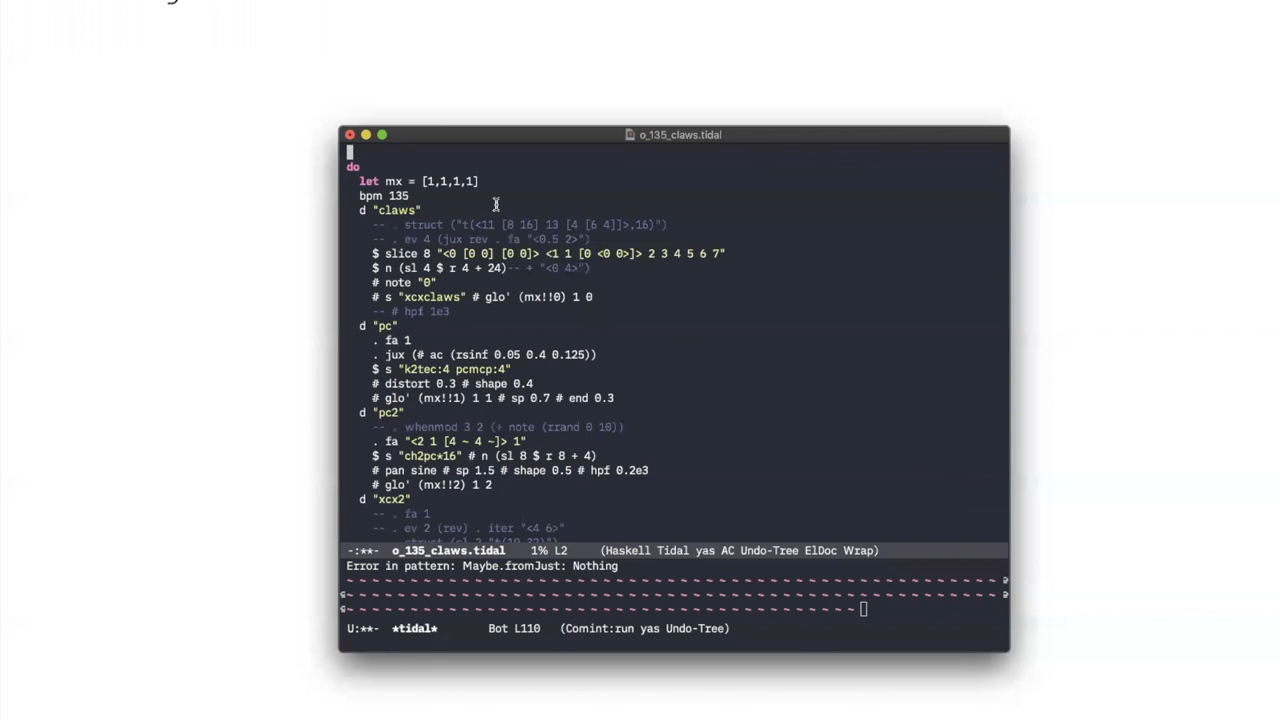 o_135_claws.tidal
do
let mx = [1,1,1,1]
bpm 135
d "claws"
-- . struct ("t(<11 [8 16] 13 [4 [6 4]]>,16)")
-- . ev 4 (jux rev . fa "<0.5 2>")
$ slice 8 "<0 [0 0] [0 0]> <1 1 [0 <0 0>]> 2 3 4 5 6 7"
$ n (sl 4 $ r 4 + 24)-- + "<0 4>")
# note "0"
# s "xcxclaws" # glo' (mx!!0) 1 0
-- # hpf 1e3
d "pc"
. fa 1
. jux (# ac (rsinf 0.05 0.4 0.125))
$ s "k2tec:4 pcmcp:4"
# distort 0.3 # shape 0.4
# glo' (mx!!1) 1 1 # sp 0.7 # end 0.3
d "pc2"
-- . whenmod 3 2 (+ note (rrand 0 10))
. fa "<2 1 [4 ~ 4 ~]> 1"
$ s "ch2pc*16" # n (sl 8 $ r 8 + 4)
# pan sine # sp 1.5 # shape 0.5 # hpf 0.2e3
# glo' (mx!!2) 1 2
d "xcx2"
-- . fa 1
-- . ev 2 (rev) . iter "<4 6>"
-:**- o_135_claws.tidal 1% L2 (Haskell Tidal yas AC Undo-Tree ElDoc Wrap)
Error in pattern: Maybe.fromJust: Nothing
U:**- *tidal* Bot L110 (Comint:run yas Undo-Tree)